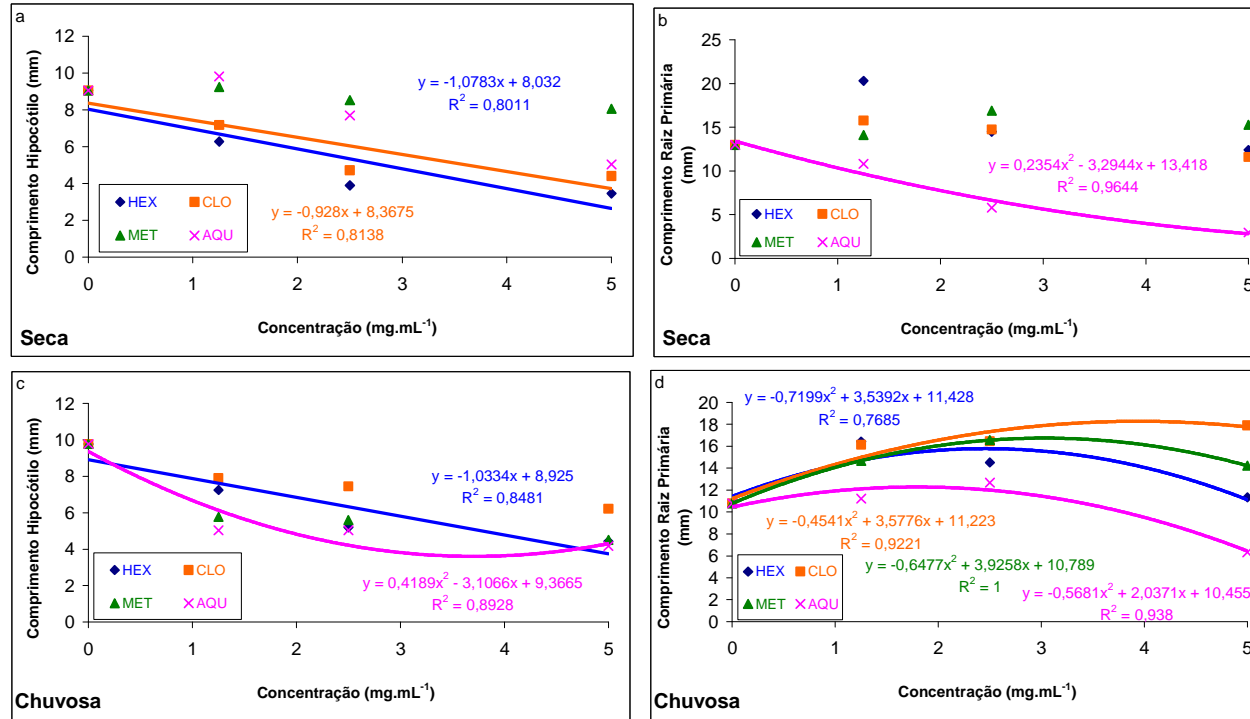 a
Comprimento Hipocótilo (mm)
12
10
8
6
4
2
0
y = -1,0783x + 8,032
R² = 0,8011
y = -0,928x + 8,3675
R² = 0,8138
HEX CLO
MET AQU
0 1 2 3 4 5
Concentração (mg.mL⁻¹)
Seca
b
Comprimento Raiz Primária
(mm)
25
20
15
10
5
0
y = 0,2354x² - 3,2944x + 13,418
R² = 0,9644
HEX CLO
MET AQU
0 1 2 3 4 5
Concentração (mg.mL⁻¹)
Seca
c
Comprimento Hipocótilo (mm)
12
10
8
6
4
2
0
y = -1,0334x + 8,925
R² = 0,8481
y = 0,4189x² - 3,1066x + 9,3665
R² = 0,8928
HEX CLO
MET AQU
0 1 2 3 4 5
Concentração (mg.mL⁻¹)
Chuvosa
d
Comprimento Raiz Primária
(mm)
20
18
16
14
12
10
8
6
4
2
0
y = -0,7199x² + 3,5392x + 11,428
R² = 0,7685
y = -0,4541x² + 3,5776x + 11,223
R² = 0,9221
y = -0,6477x² + 3,9258x + 10,789
R² = 1
y = -0,5681x² + 2,0371x + 10,455
R² = 0,938
HEX CLO
MET AQU
0 1 2 3 4 5
Concentração (mg.mL⁻¹)
Chuvosa